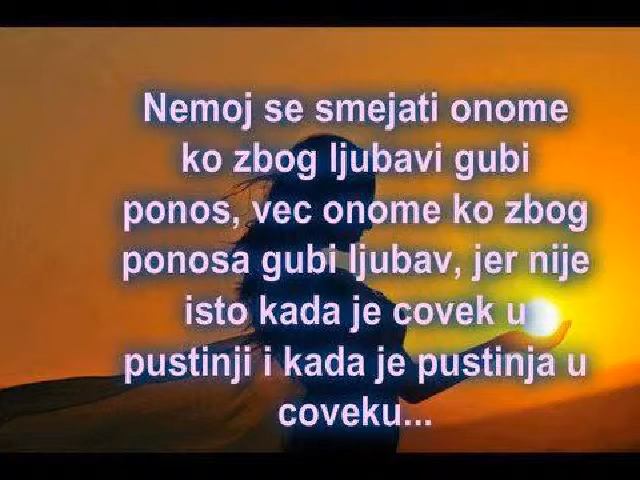 Nemoj se smejati onome
ko zbog ljubavi gubi
ponos, vec onome ko zbog
ponosa gubi ljubav, jer nije
isto kada je covek u
pustinji i kada je pustinja u
coveku...